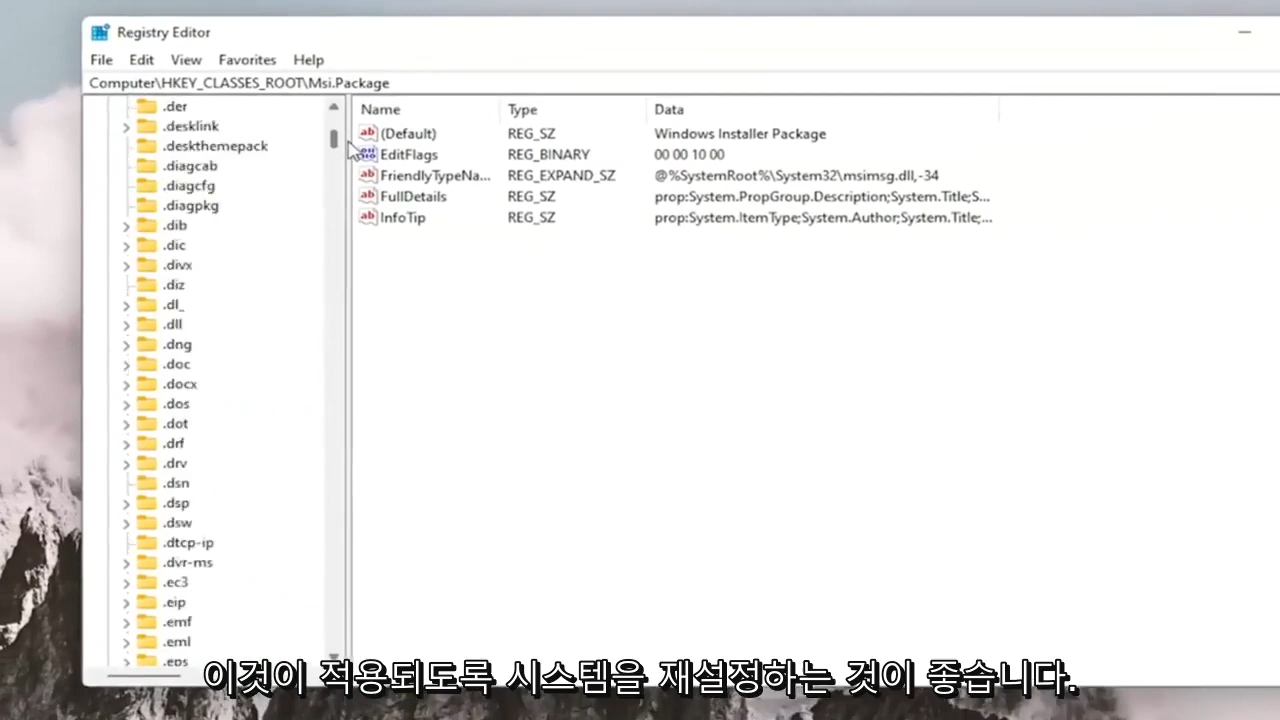 Registry Editor
File Edit View Favorites Help
Computer\HKEY_CLASSES_ROOT\Msi.Package
.der
.desklink
.deskthemepack
.diagcab
.diagcfg
.diagpkg
.dib
.dic
.divx
.diz
.dl_
.dll
.dng
.doc
.docx
.dos
.dot
.drf
.drv
.dsn
.dsp
.dsw
.dtcp-ip
.dvr-ms
.ec3
.eip
.emf
.eml
.eps
Name Type Data
(Default) REG_SZ Windows Installer Package
EditFlags REG_BINARY 00 00 10 00
FriendlyTypeNa... REG_EXPAND_SZ @%SystemRoot%\System32\msimsg.dll,-34
FullDetails REG_SZ prop:System.PropGroup.Description;System.Title;S...
InfoTip REG_SZ prop:System.ItemType;System.Author;System.Title;...
이것이 적용되도록 시스템을 재설정하는 것이 좋습니다.